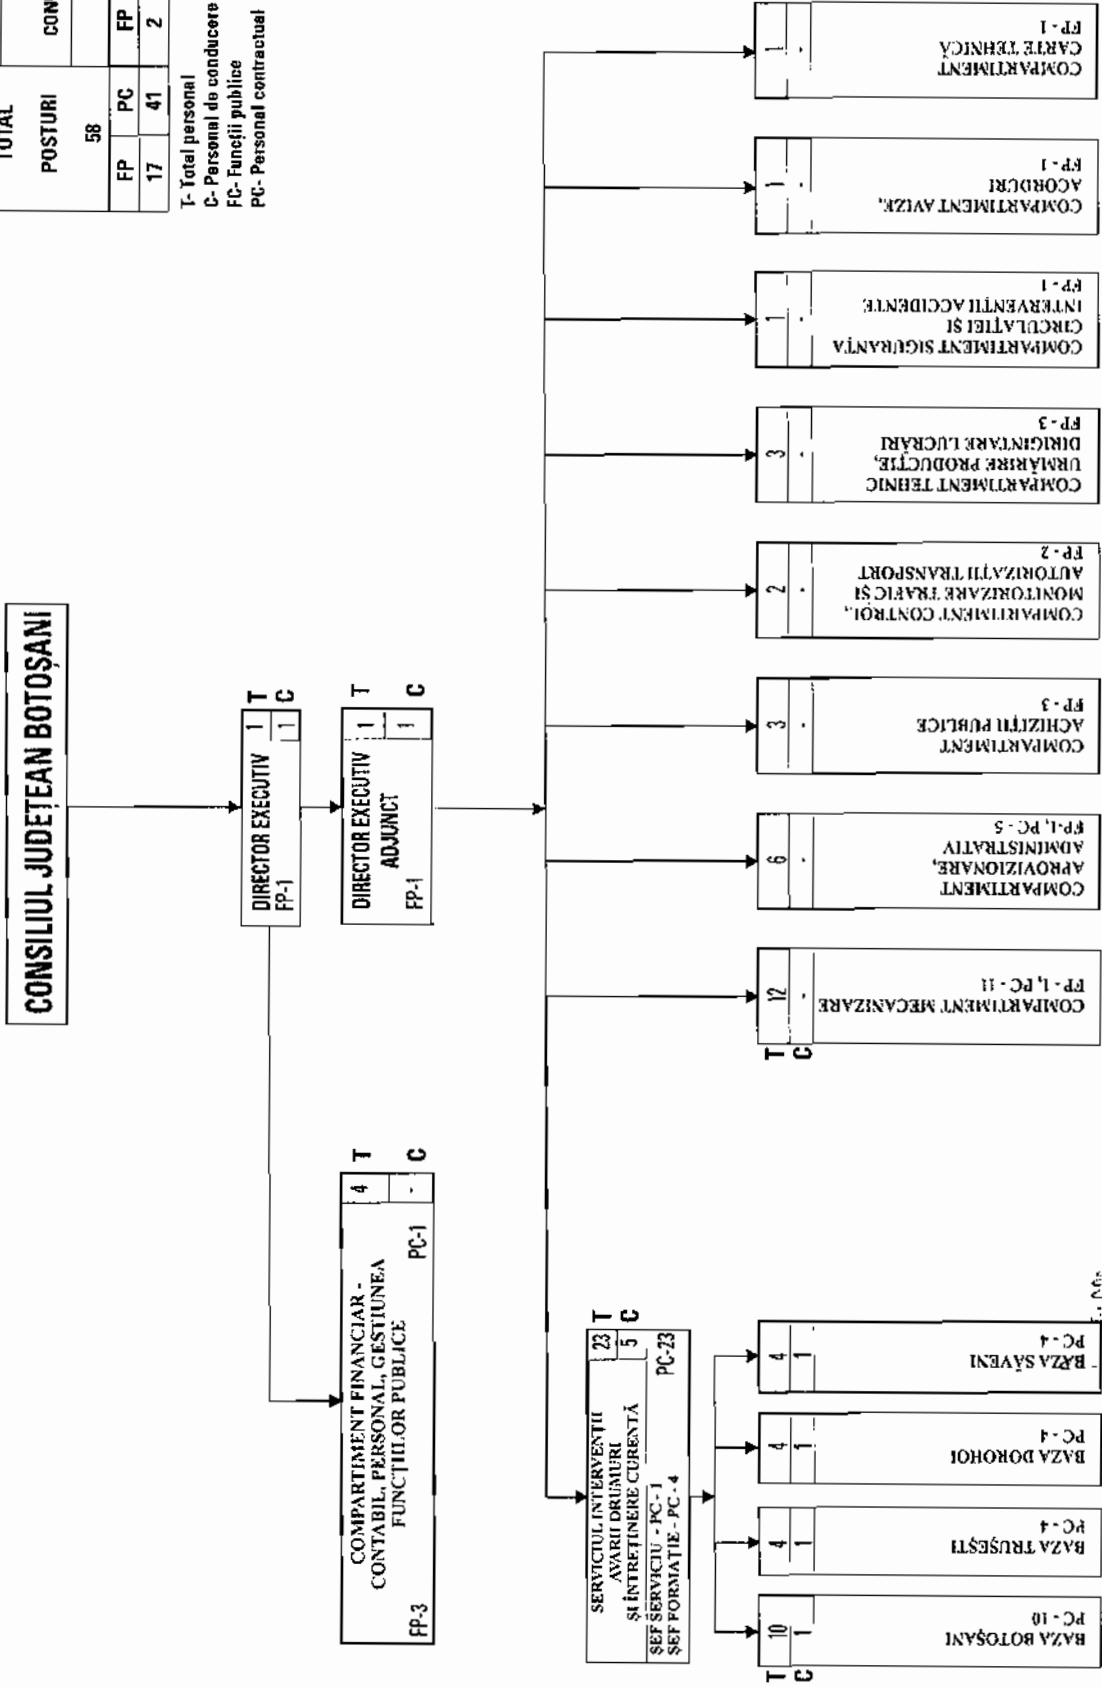 CONSILIUL JUDEȚEAN BOTOȘANI
TOTAL
POSTURI
CON
58
FP PC FP
17 41 2
T- Total personal
C- Personal de conducere
FC- Funcții publice
PC- Personal contractual
DIRECTOR EXECUTIV
FP-1
1 T
1 C
DIRECTOR EXECUTIV
ADJUNCT
FP-1
1 T
1 C
COMPARTIMENT FINANCIAR -
CONTABIL, PERSONAL, GESTIUNEA
FUNCȚIILOR PUBLICE
FP-3 PC-1
4 T
- C
SERVICTUL INTERVENȚII
AVARII DRUMURI
ȘI ÎNTREȚINERE CURENTĂ
ȘEF SERVICIU - PC - 1
ȘEF FORMAȚIE - PC - 4
PC-23
23 T
5 C
T 10
C 1
BAZA BOTOȘANI
PC - 10
4
1
BAZA TRUȘEȘTI
PC - 4
4
1
BAZA DOROHOI
PC - 4
4
1
BAZA SĂVENI
PC - 4
T 12
C -
COMPARTIMENT MECANIZARE
FP - 1, PC - 11
6
-
COMPARTIMENT
APROVIZIONARE,
ADMINISTRATIV
FP-1, PC - 5
3
-
COMPARTIMENT
ACHIZIȚII PUBLICE
FP - 3
2
-
COMPARTIMENT CONTROL,
MONITORIZARE TRAFIC ȘI
AUTORIZAȚII TRANSPORT
FP - 2
3
-
COMPARTIMENT TEHNIC
URMĂRIRE PRODUCȚIE,
DIRIGINTARE LUCRĂRI
FP - 3
1
-
COMPARTIMENT SIGURANȚA
CIRCULAȚIEI ȘI
INTERVENȚII ACCIDENTE
FP - 1
1
-
COMPARTIMENT AVIZE,
ACORDURI
FP - 1
1
-
COMPARTIMENT
CARTE TEHNICĂ
FP - 1